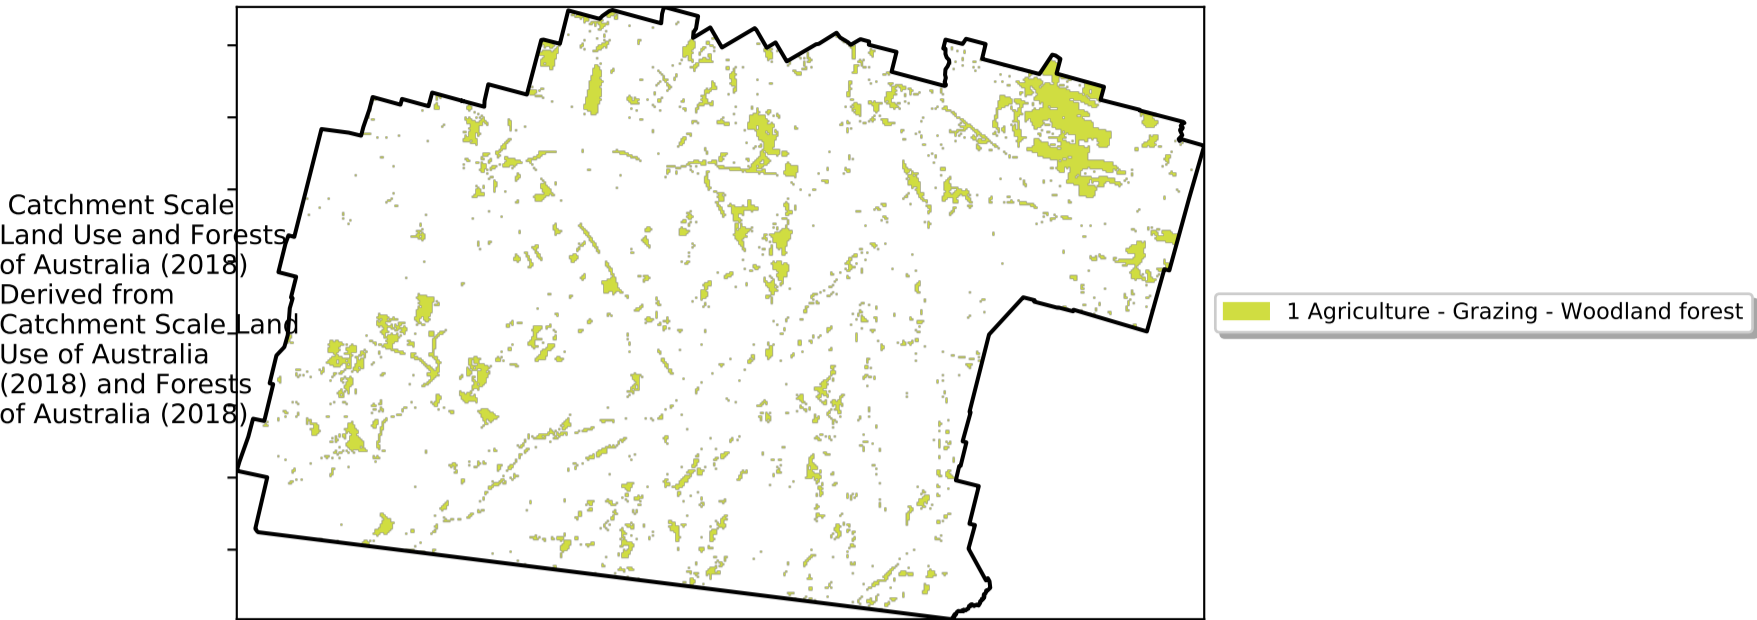 Catchment Scale
Land Use and Forests
of Australia (2018)
Derived from
Catchment Scale Land
Use of Australia
(2018) and Forests
of Australia (2018)
1 Agriculture - Grazing - Woodland forest